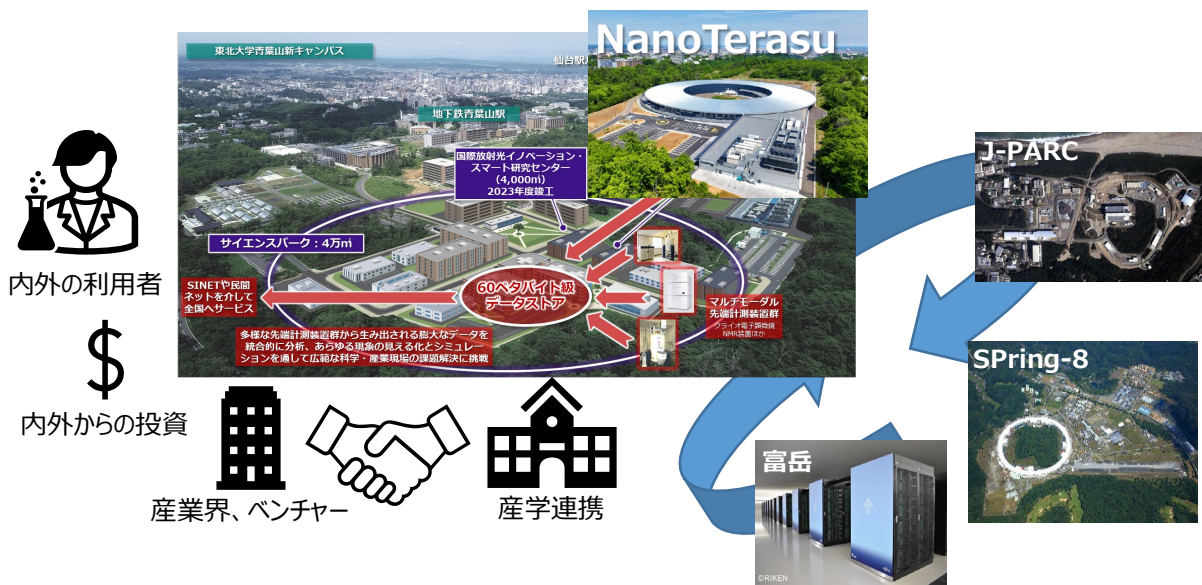 東北大学青葉山新キャンパス
仙台駅
NanoTerasu
地下鉄青葉山駅
国際放射光イノベーション・
スマート研究センター
(4,000㎡)
2023年度竣工
J-PARC
サイエンスパーク:4万㎡
内外の利用者
SINETや民間
ネットを介して
全国へサービス
60ペタバイト級
データストア
マルチモーダル
先端計測装置群
クライオ電子顕微鏡
NMR装置ほか
多様な先端計測装置群から生み出される膨大なデータを
統合的に分析、あらゆる現象の見える化とシミュレー
ションを通して広範な科学・産業現場の課題解決に挑戦
SPring-8
$
内外からの投資
産業界、ベンチャー
産学連携
富岳
©RIKEN